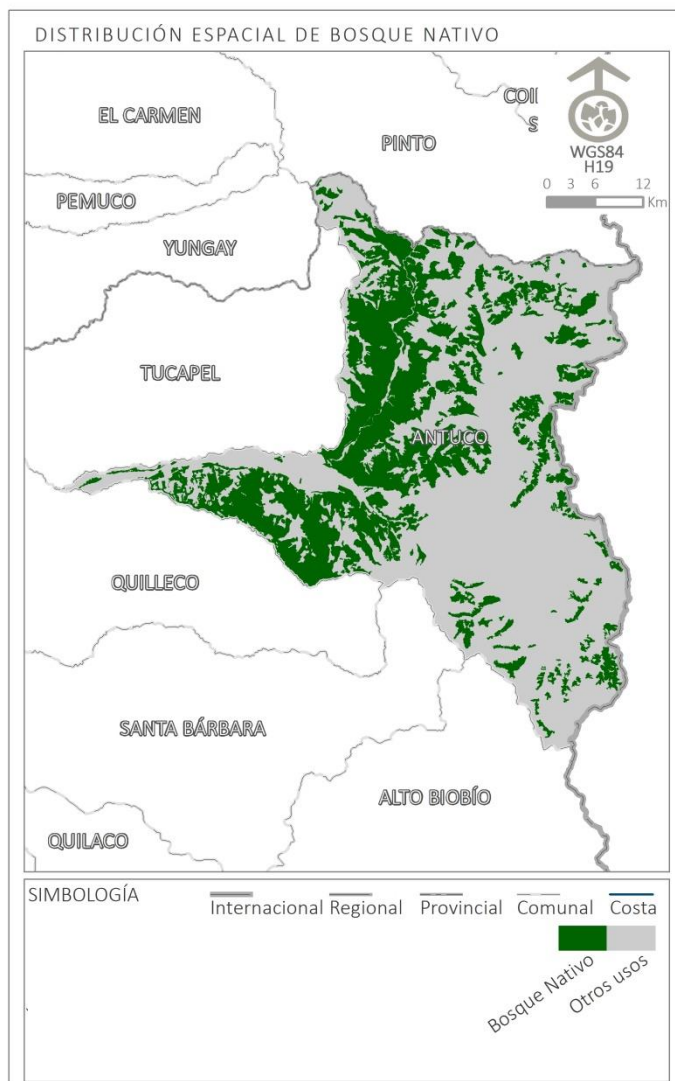 DISTRIBUCIÓN ESPACIAL DE BOSQUE NATIVO
EL CARMEN
PINTO
WGS84
H19
0 3 6 12
Km
PEMUCO
YUNGAY
TUCAPEL
ANTUCO
QUILLECO
SANTA BÁRBARA
ALTO BIOBÍO
QUILACO
SIMBOLOGÍA
Internacional Regional Provincial Comunal Costa
Bosque Nativo
Otros usos